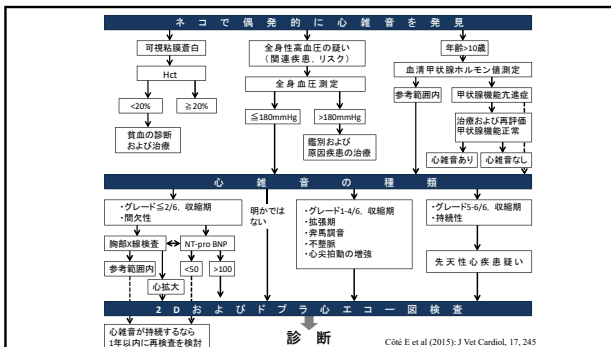 ネコで偶発的に心雑音を発見
可視粘膜蒼白
Hct
<20%
≧20%
貧血の診断
および治療
全身性高血圧の疑い
(関連疾患、リスク)
全身血圧測定
≦180mmHg
>180mmHg
鑑別および
原因疾患の治療
年齢>10歳
血清甲状腺ホルモン値測定
参考範囲内
甲状腺機能亢進症
治療および再評価
甲状腺機能正常
心雑音あり
心雑音なし
心雑音の種類
・グレード≦2/6、収縮期
・間欠性
胸部X線検査
NT-pro BNP
参考範囲内
心拡大
<50
>100
明かでは
ない
・グレード1-4/6、収縮期
・拡張期
・奔馬調音
・不整脈
・心尖拍動の増強
・グレード5-6/6、収縮期
・持続性
先天性心疾患疑い
2Dおよびドプラ心エコー図検査
心雑音が持続するなら
1年以内に再検査を検討
診断
Côté E et al (2015): J Vet Cardiol, 17, 245